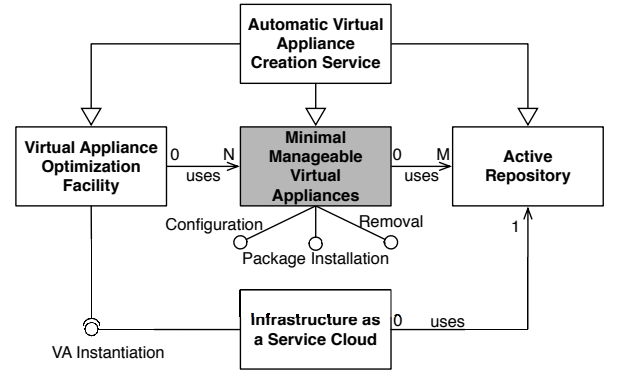 Automatic Virtual
Appliance
Creation Service
Virtual Appliance
Optimization
Facility
0
uses
N
Minimal
Manageable
Virtual
Appliances
0
uses
M
Active
Repository
Configuration
Removal
Package Installation
1
Infrastructure as
a Service Cloud
0
uses
VA Instantiation